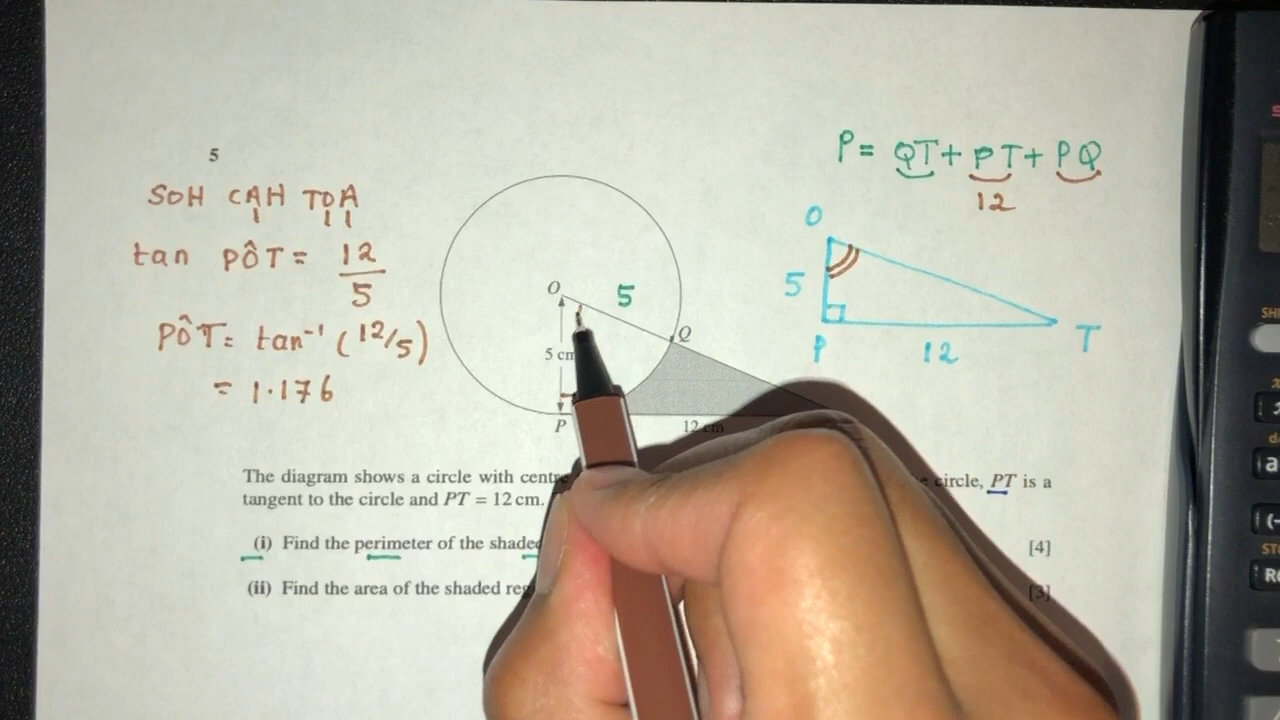 5
SOH CAH TOA
tan PÔT = 12/5
PÔT = tan⁻¹ (12/5)
= 1.176
P = QT + PT + PQ
12
O
5
P
12
T
O
5
Q
5 cm
P
12 cm
The diagram shows a circle with centre circle, PT is a
tangent to the circle and PT = 12 cm.
(i) Find the perimeter of the shaded [4]
(ii) Find the area of the shaded [3]